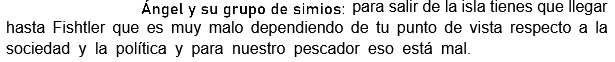 Ángel y su grupo de simios: para salir de la isla tienes que llegar
hasta Fishtler que es muy malo dependiendo de tu punto de vista respecto a la
sociedad y la política y para nuestro pescador eso está mal.